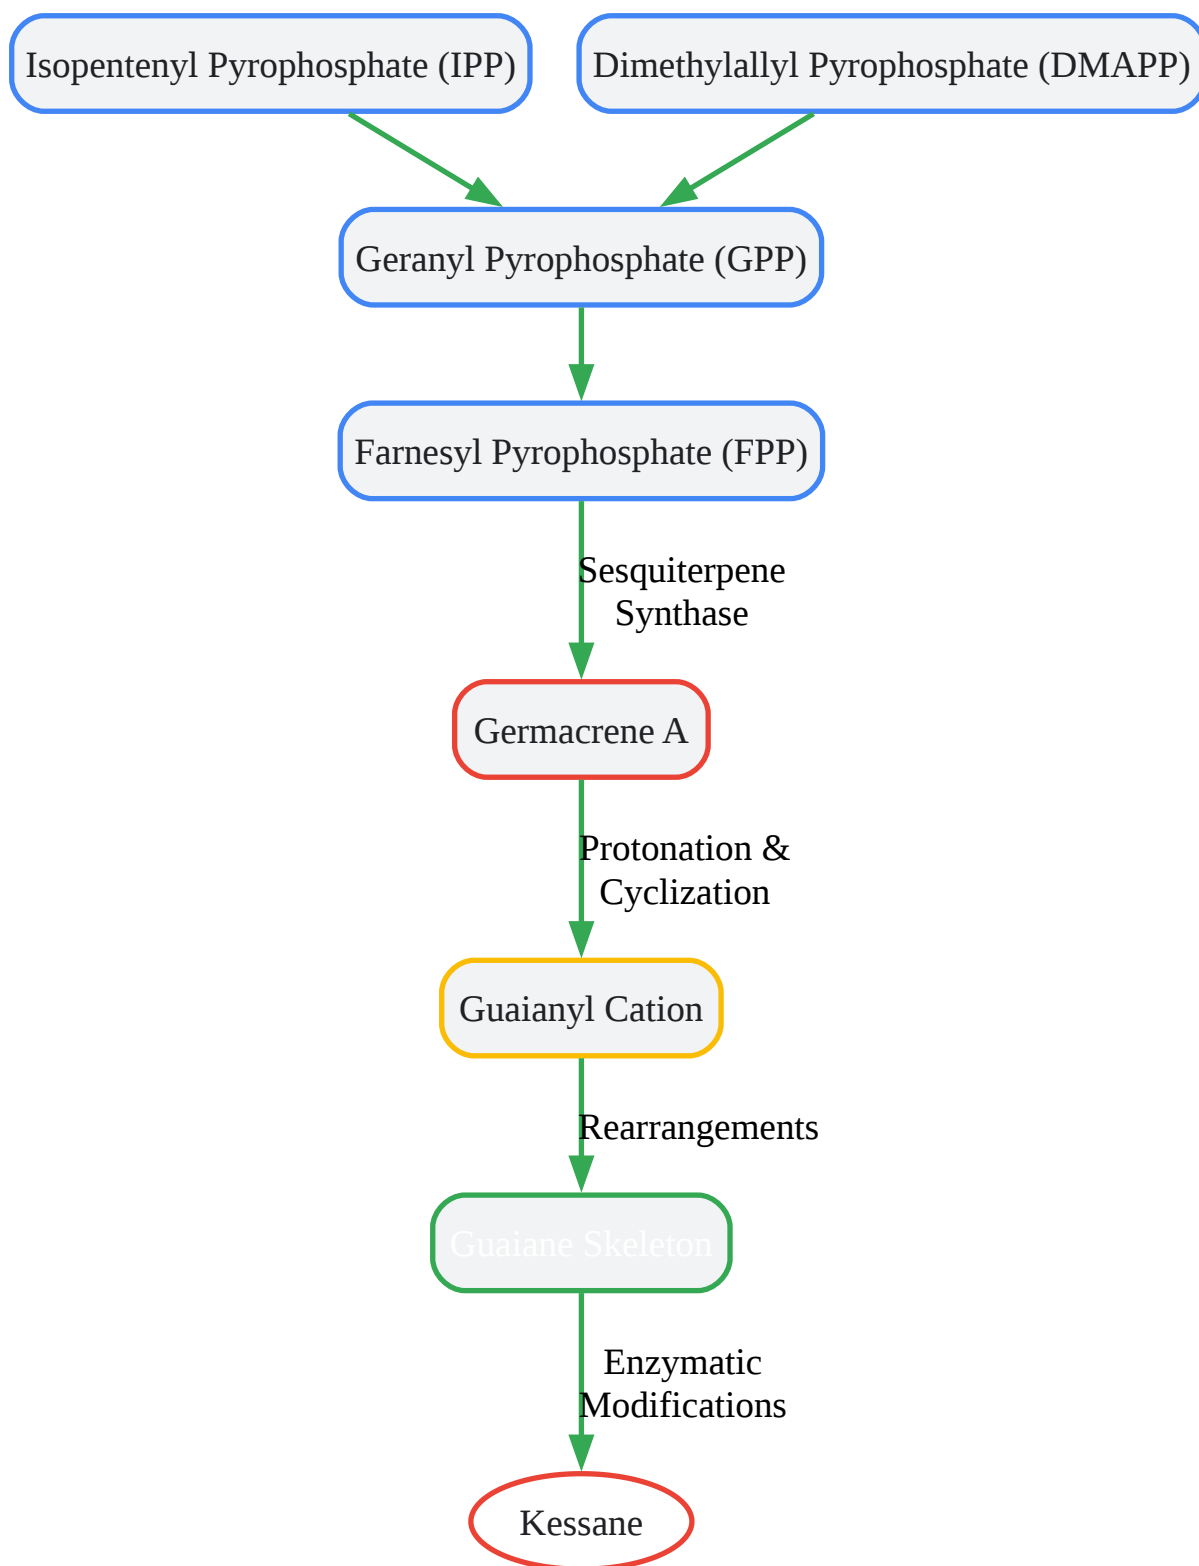 Isopentenyl Pyrophosphate (IPP)
Dimethylallyl Pyrophosphate (DMAPP)
Geranyl Pyrophosphate (GPP)
Farnesyl Pyrophosphate (FPP)
Sesquiterpene
Synthase
Germacrene A
Protonation &
Cyclization
Guaianyl Cation
Rearrangements
Guaiane Skeleton
Enzymatic
Modifications
Kessane